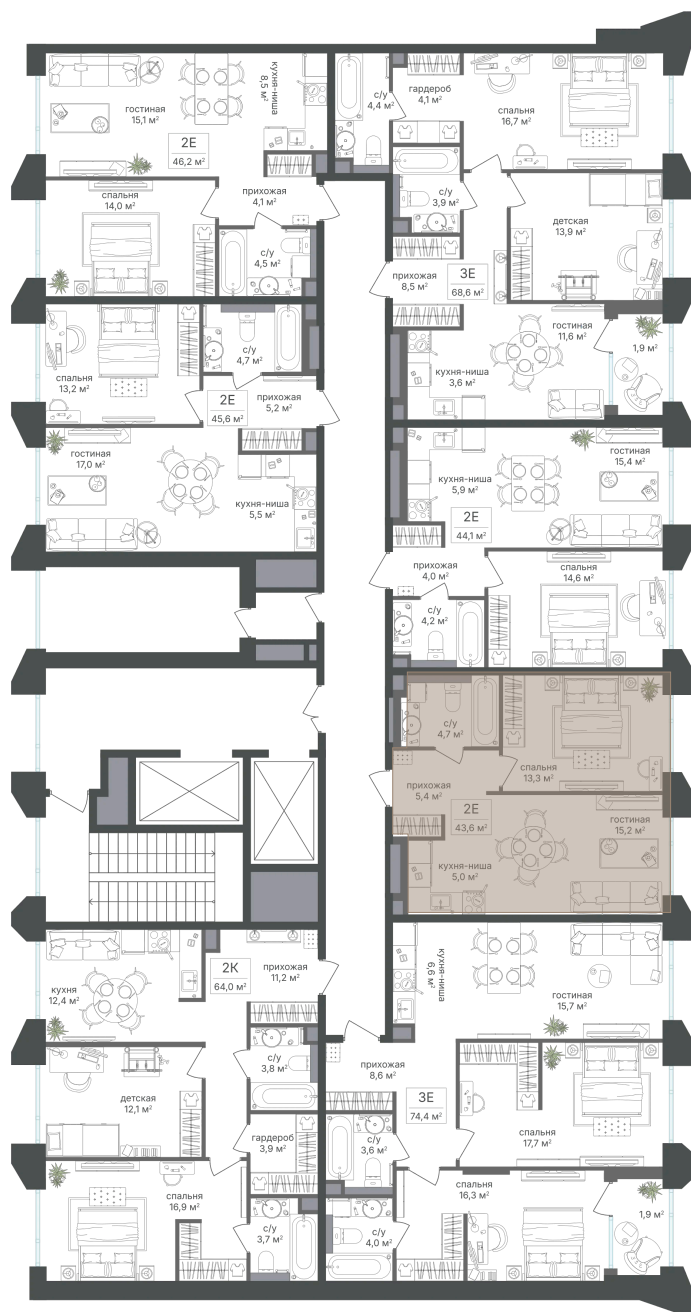 гостиная
15,1 м²
кухня-ниша
8,5 м²
2Е
46,2 м²
спальня
14,0 м²
прихожая
4,1 м²
с/у
4,5 м²
с/у
4,4 м²
гардероб
4,1 м²
спальня
16,7 м²
с/у
3,9 м²
детская
13,9 м²
прихожая
8,5 м²
3Е
68,6 м²
гостиная
11,6 м²
1,9 м²
кухня-ниша
3,6 м²
с/у
4,7 м²
спальня
13,2 м²
2Е
45,6 м²
прихожая
5,2 м²
гостиная
17,0 м²
кухня-ниша
5,5 м²
гостиная
15,4 м²
кухня-ниша
5,9 м²
2Е
44,1 м²
прихожая
4,0 м²
спальня
14,6 м²
с/у
4,2 м²
с/у
4,7 м²
спальня
13,3 м²
прихожая
5,4 м²
2Е
43,6 м²
гостиная
15,2 м²
кухня-ниша
5,0 м²
2К
64,0 м²
прихожая
11,2 м²
кухня
12,4 м²
с/у
3,8 м²
детская
12,1 м²
гардероб
3,9 м²
спальня
16,9 м²
с/у
3,7 м²
кухня-ниша
6,6 м²
гостиная
15,7 м²
прихожая
8,6 м²
3Е
74,4 м²
спальня
17,7 м²
с/у
3,6 м²
спальня
16,3 м²
с/у
4,0 м²
1,9 м²